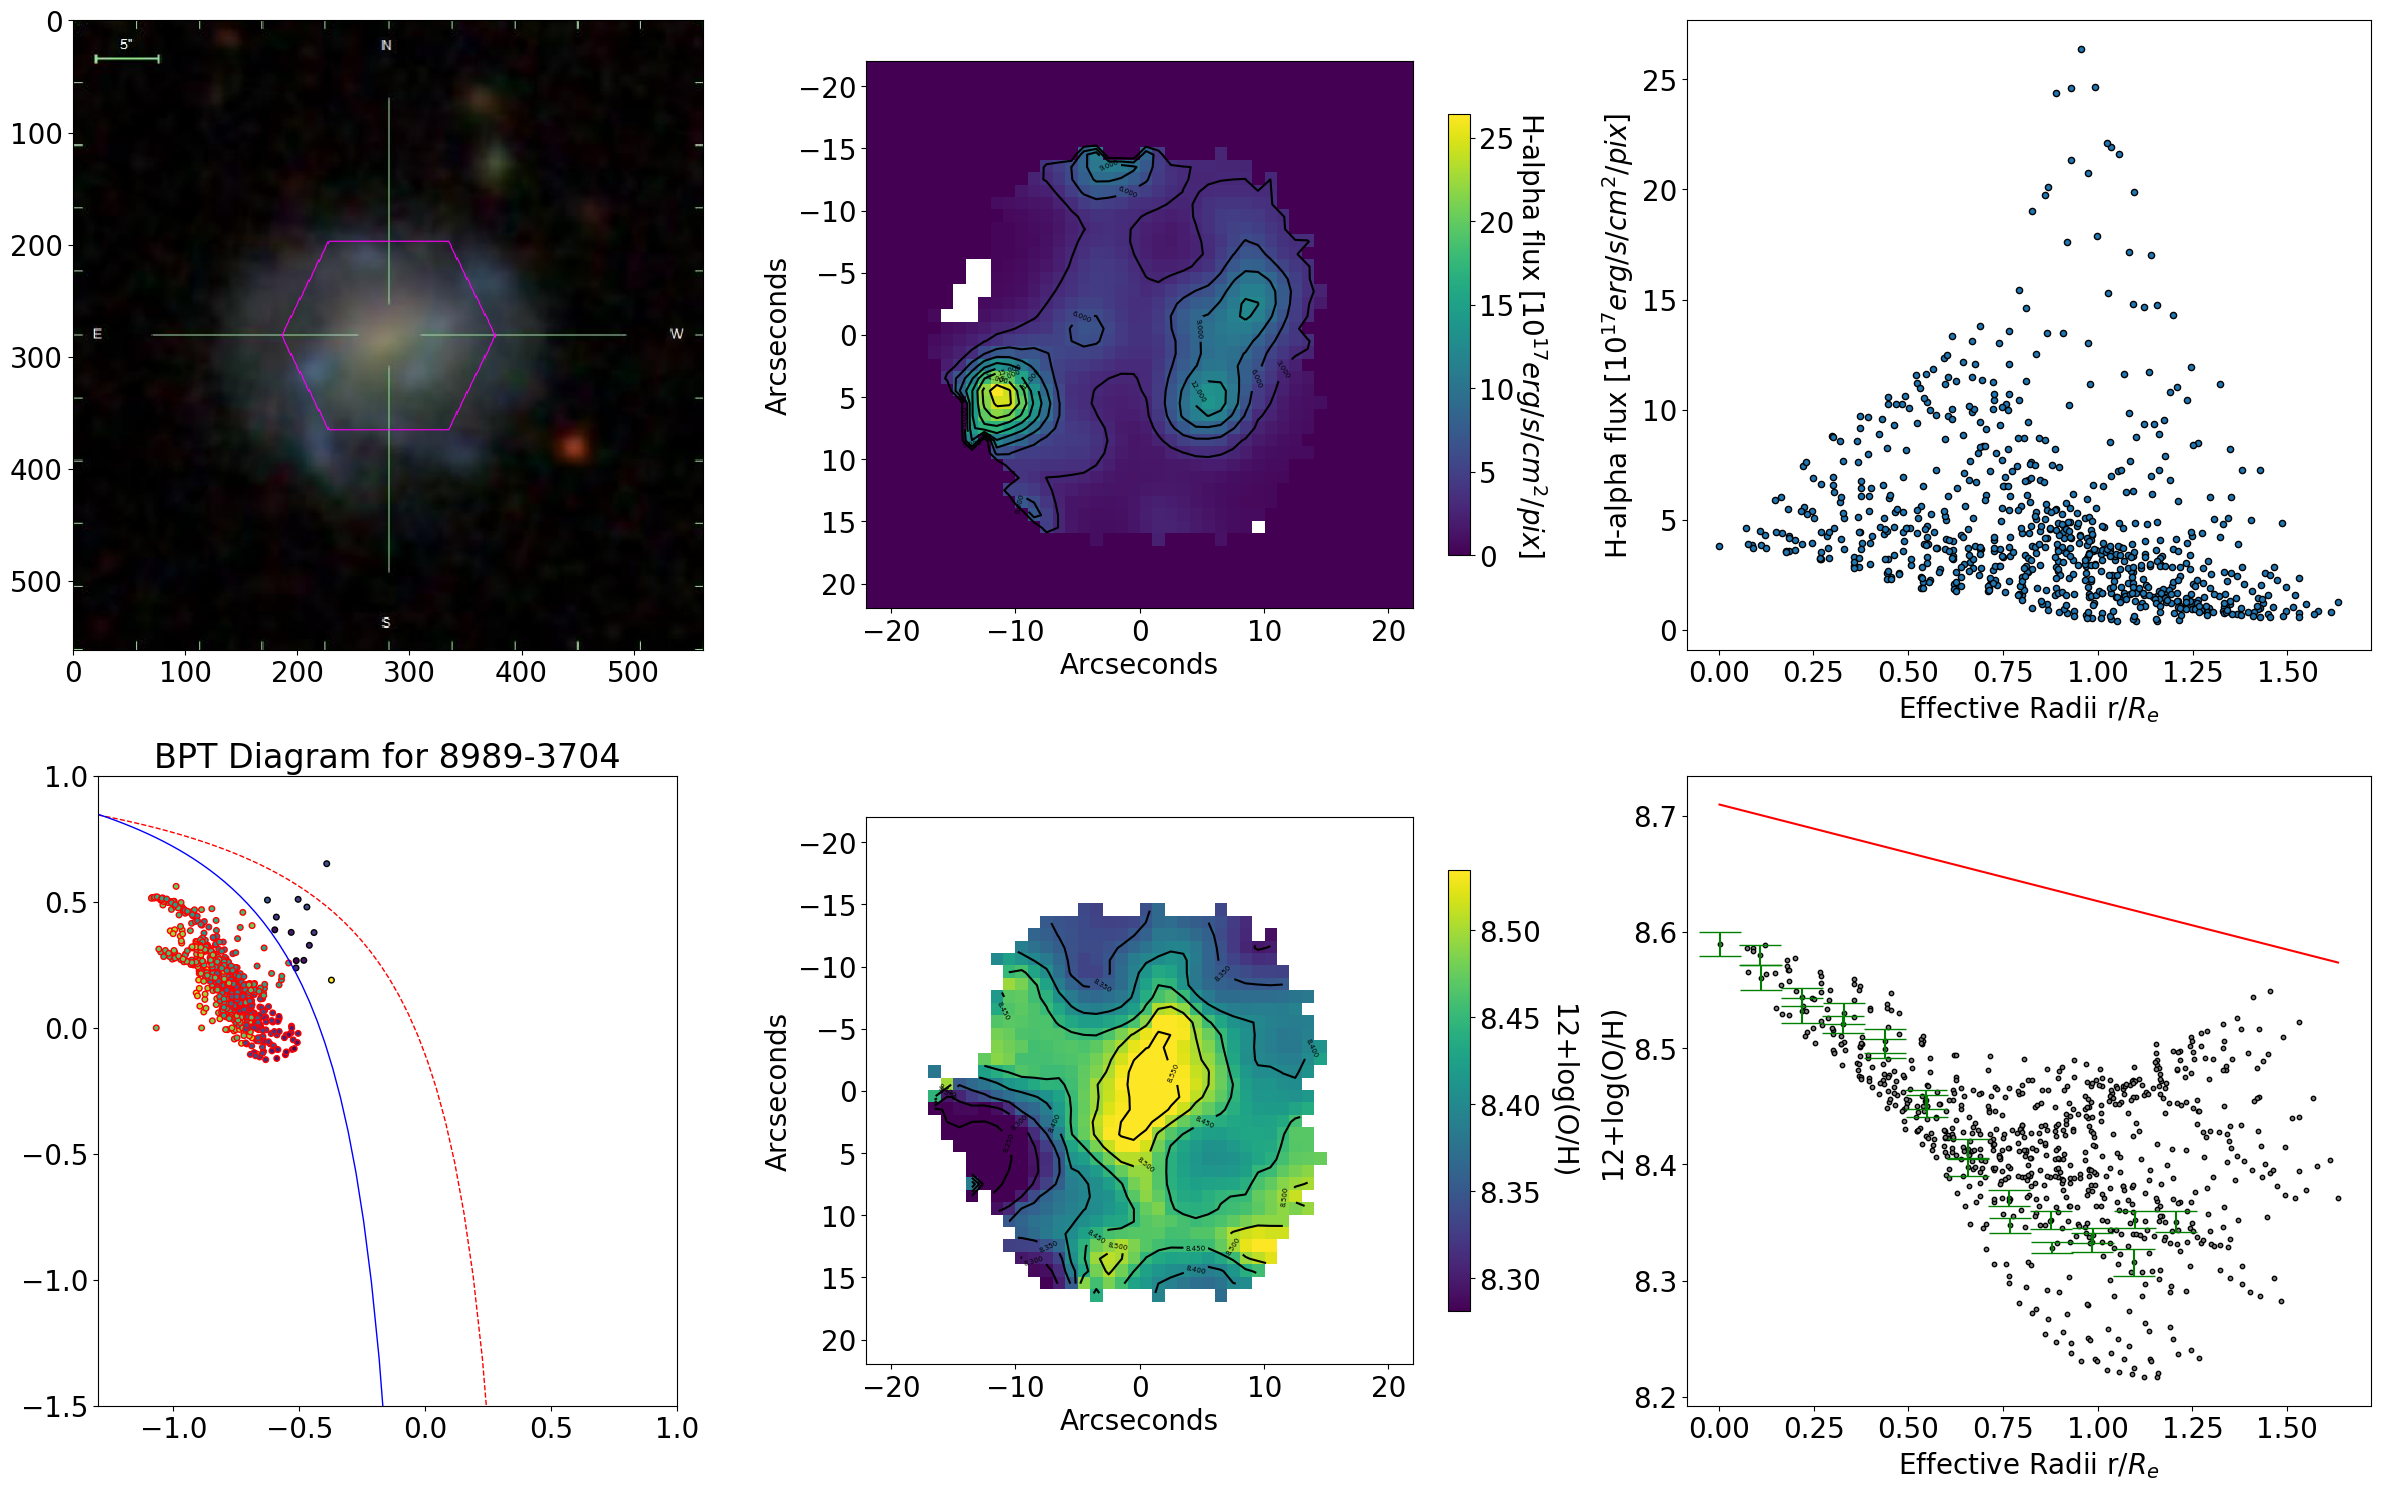 0
100
200
300
400
500
0 100 200 300 400 500
5"
N
E
W
S
−20
−15
−10
−5
0
5
10
15
20
−20 −10 0 10 20
Arcseconds
Arcseconds
25
20
15
10
5
0
H-alpha flux [10^17 erg/s/cm^2/pix]
25
20
15
10
5
0
H-alpha flux [10^17 erg/s/cm^2/pix]
0.00 0.25 0.50 0.75 1.00 1.25 1.50
Effective Radii r/R_e
BPT Diagram for 8989-3704
1.0
0.5
0.0
−0.5
−1.0
−1.5
−1.0 −0.5 0.0 0.5 1.0
−20
−15
−10
−5
0
5
10
15
20
−20 −10 0 10 20
Arcseconds
Arcseconds
8.50
8.45
8.40
8.35
8.30
12+log(O/H)
8.7
8.6
8.5
8.4
8.3
8.2
12+log(O/H)
0.00 0.25 0.50 0.75 1.00 1.25 1.50
Effective Radii r/R_e